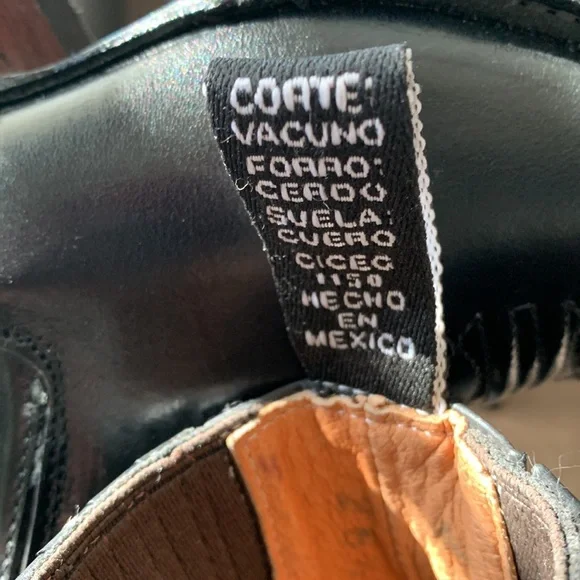 CORTE:
VACUNO
FORRO:
CERDO
SUELA:
CUERO
CICEG
1150
HECHO
EN
MEXICO